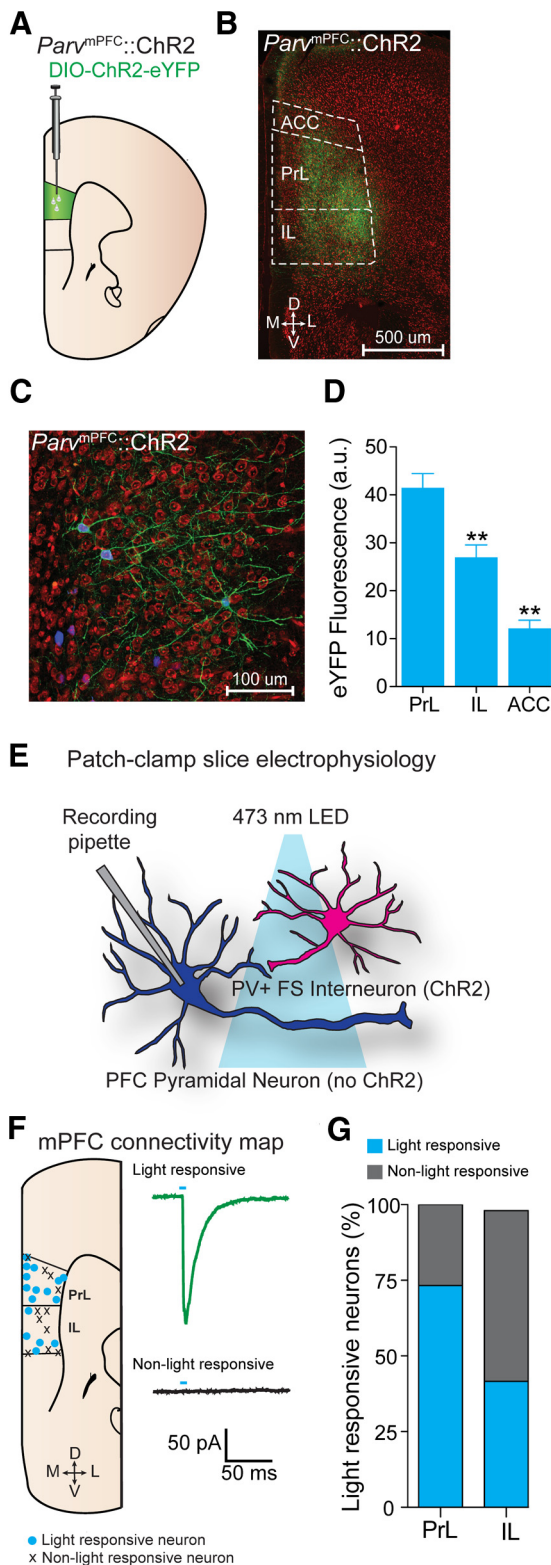 A
Parv^mPFC::ChR2
DIO-ChR2-eYFP
B
Parv^mPFC::ChR2
ACC
PrL
IL
D
M L
V
500 um
C
Parv^mPFC::ChR2
100 um
D
eYFP Fluorescence (a.u.)
50
40
30
20
10
0
**
**
PrL IL ACC
E
Patch-clamp slice electrophysiology
Recording
pipette
473 nm LED
PV+ FS Interneuron (ChR2)
PFC Pyramidal Neuron (no ChR2)
F
mPFC connectivity map
Light responsive
PrL
IL
Non-light responsive
50 pA
50 ms
D
M L
V
Light responsive neuron
x Non-light responsive neuron
G
Light responsive
Non-light responsive
Light responsive neurons (%)
100
75
50
25
0
PrL IL